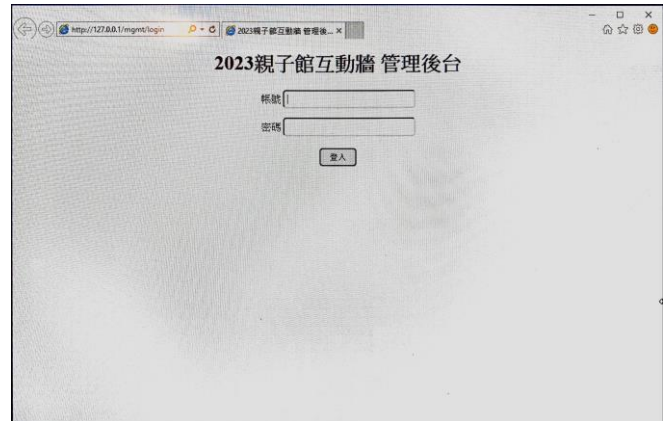 http://127.0.0.1/mgmt/login
2023親子館互動牆 管理後...
2023親子館互動牆 管理後台
帳號
密碼
登入